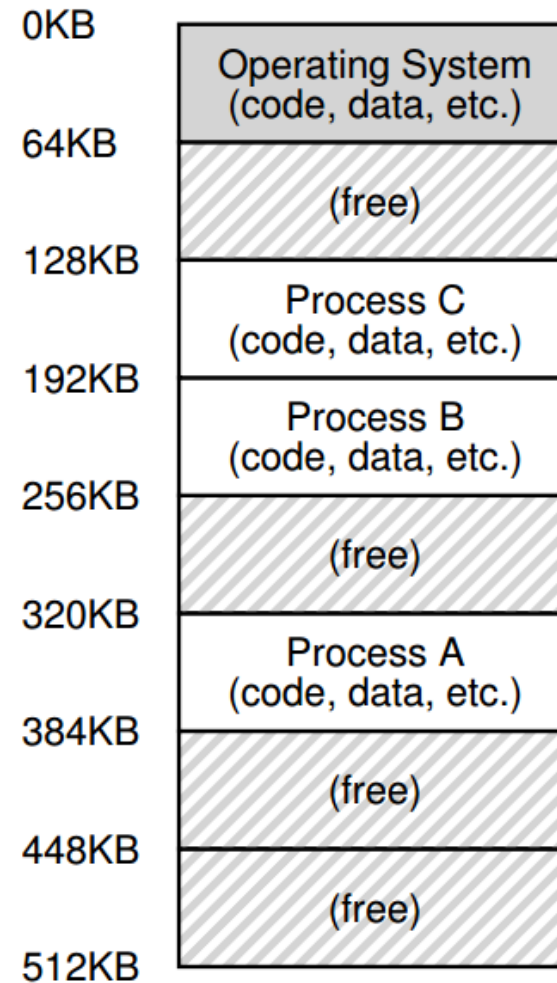 0KB
Operating System
(code, data, etc.)
64KB
(free)
128KB
Process C
(code, data, etc.)
192KB
Process B
(code, data, etc.)
256KB
(free)
320KB
Process A
(code, data, etc.)
384KB
(free)
448KB
(free)
512KB